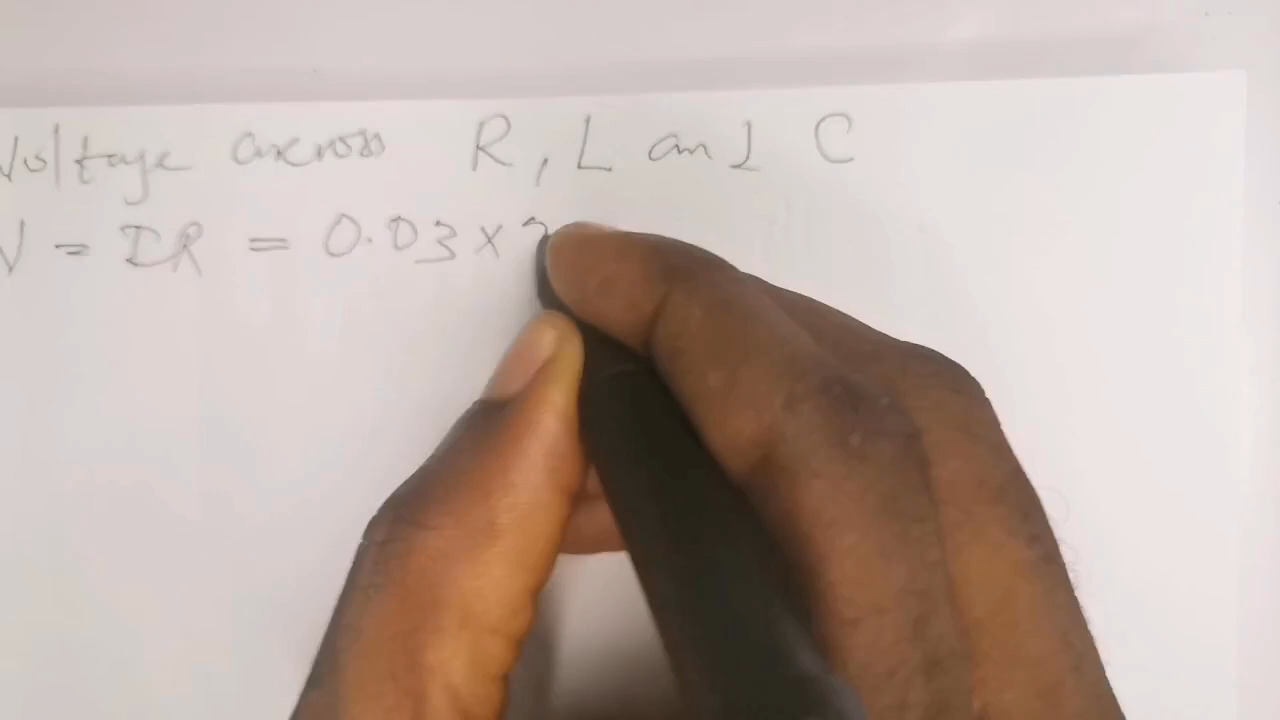 Voltage across R, L and C
V = IR = 0.03 ×